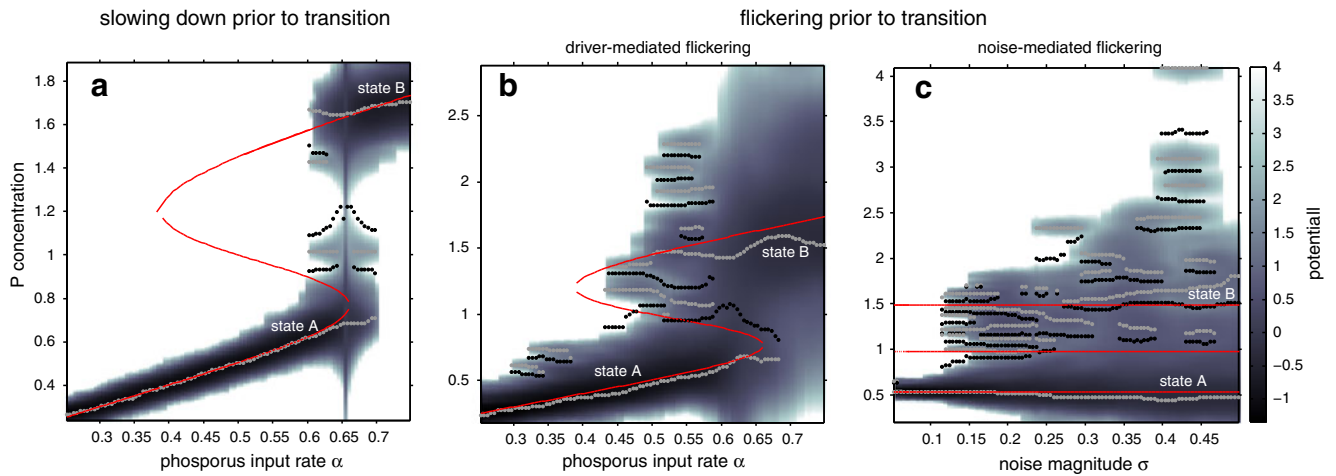 slowing down prior to transition
flickering prior to transition
driver-mediated flickering
noise-mediated flickering
a
state B
state A
1.8
1.6
1.4
1.2
1
0.8
0.6
0.4
P concentration
0.3 0.35 0.4 0.45 0.5 0.55 0.6 0.65 0.7
phosporus input rate α
b
state B
state A
2.5
2
1.5
1
0.5
0.3 0.35 0.4 0.45 0.5 0.55 0.6 0.65 0.7
phosporus input rate α
c
state B
state A
4
3.5
3
2.5
2
1.5
1
0.5
0.1 0.15 0.2 0.25 0.3 0.35 0.4 0.45
noise magnitude σ
4
3.5
3
2.5
2
1.5
1
0.5
0
−0.5
−1
potentiall